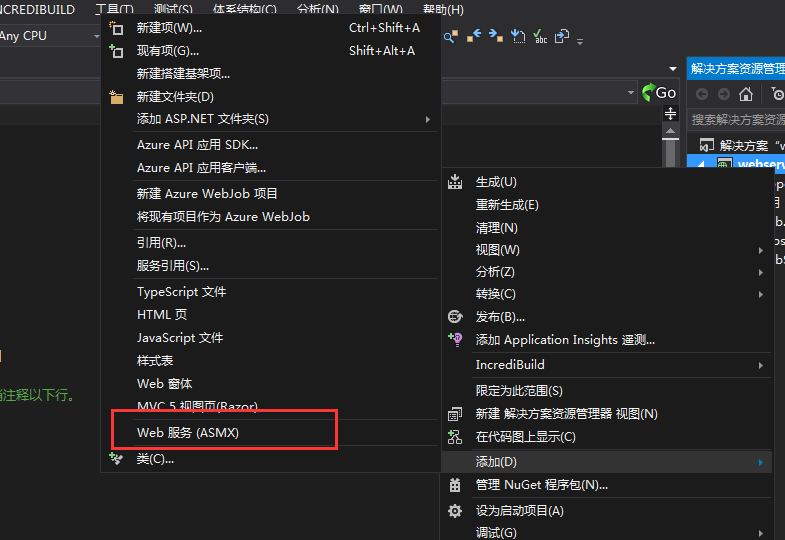 NCREDIBUILD 工具(T) 测试(S) 体系结构(C) 分析(N) 窗口(W) 帮助(H)
Any CPU
新建项(W)... Ctrl+Shift+A
现有项(G)... Shift+Alt+A
新建搭建基架项...
新建文件夹(D)
添加 ASP.NET 文件夹(S)
Azure API 应用 SDK...
Azure API 应用客户端...
新建 Azure WebJob 项目
将现有项目作为 Azure WebJob
引用(R)...
服务引用(S)...
TypeScript 文件
HTML 页
JavaScript 文件
样式表
Web 窗体
MVC 5 视图页(Razor)
Web 服务 (ASMX)
类(C)...
注释以下行。
abc
Go
解决方案资源管理
搜索解决方案资源
解决方案 "w
webserv
生成(U)
重新生成(E)
清理(N)
视图(W)
分析(Z)
转换(C)
发布(B)...
添加 Application Insights 遥测...
IncrediBuild
限定为此范围(S)
新建 解决方案资源管理器 视图(N)
在代码图上显示(C)
添加(D)
管理 NuGet 程序包(N)...
设为启动项目(A)
调试(G)